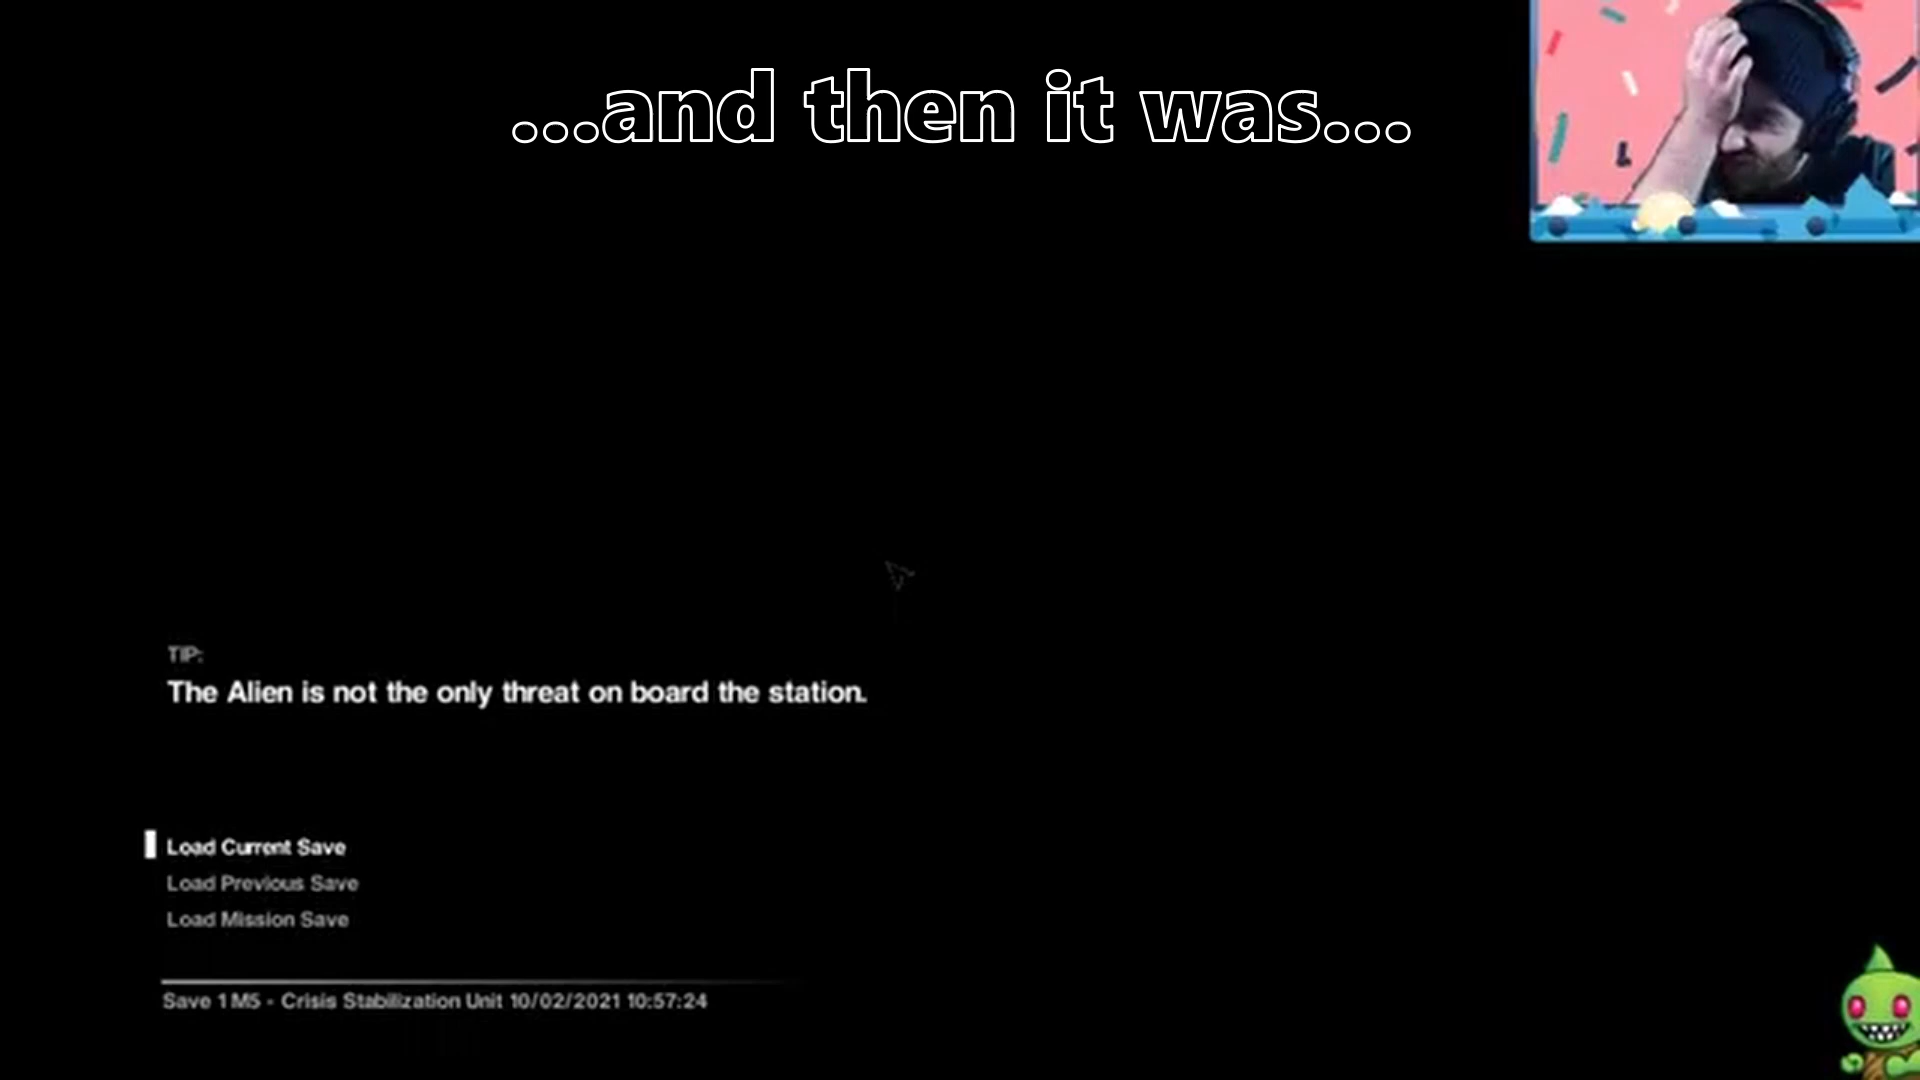 ...and then it was...
TIP:
The Alien is not the only threat on board the station.
Load Current Save
Load Previous Save
Load Mission Save
Save 1 M5 - Crisis Stabilization Unit 10/02/2021 10:57:24